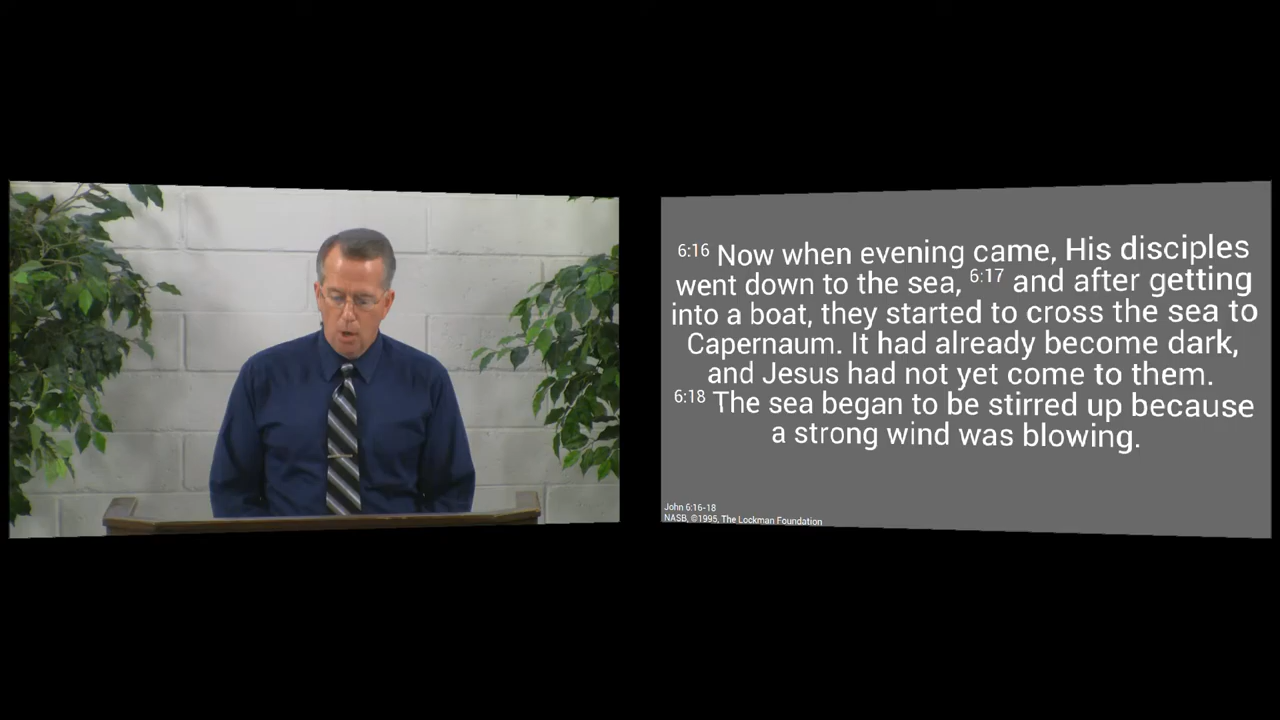 6:16 Now when evening came, His disciples
went down to the sea, 6:17 and after getting
into a boat, they started to cross the sea to
Capernaum. It had already become dark,
and Jesus had not yet come to them.
6:18 The sea began to be stirred up because
a strong wind was blowing.
John 6:16-18
NASB, ©1995, The Lockman Foundation